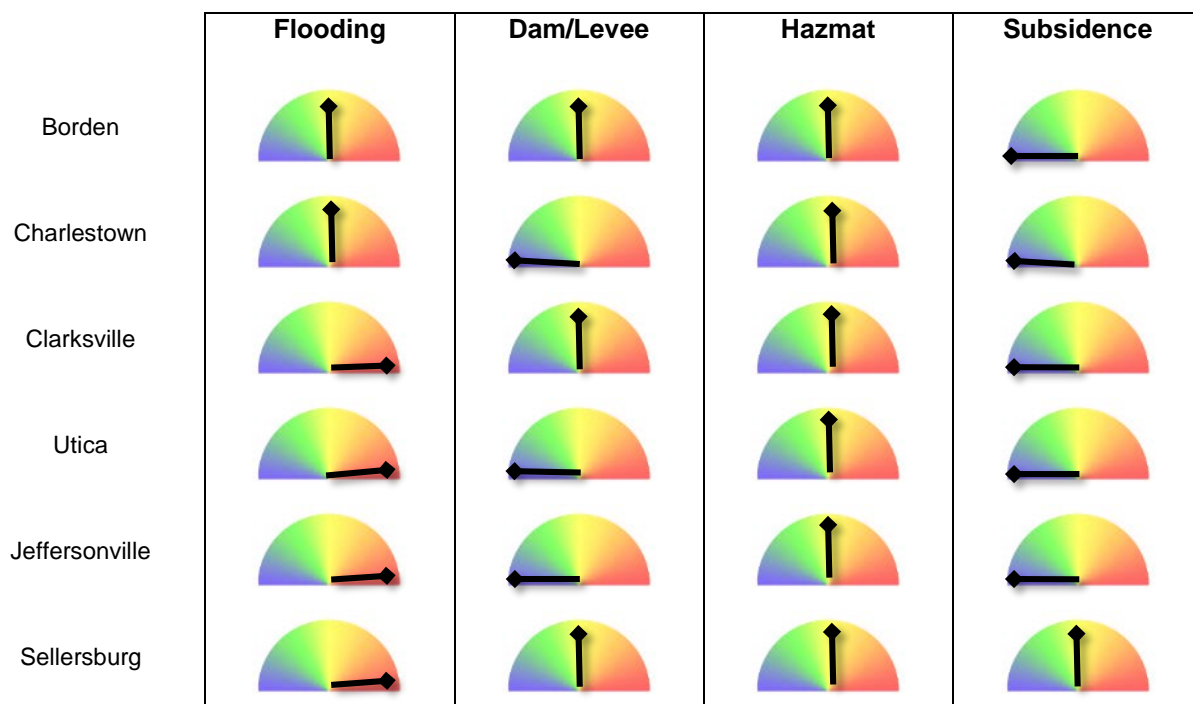 Flooding Dam/Levee Hazmat Subsidence
Borden
Charlestown
Clarksville
Utica
Jeffersonville
Sellersburg